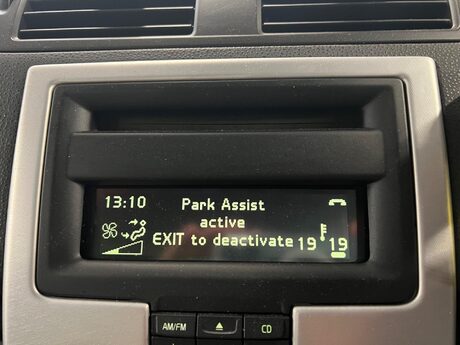 13:10 Park Assist
active
EXIT to deactivate 19 19
AM/FM CD